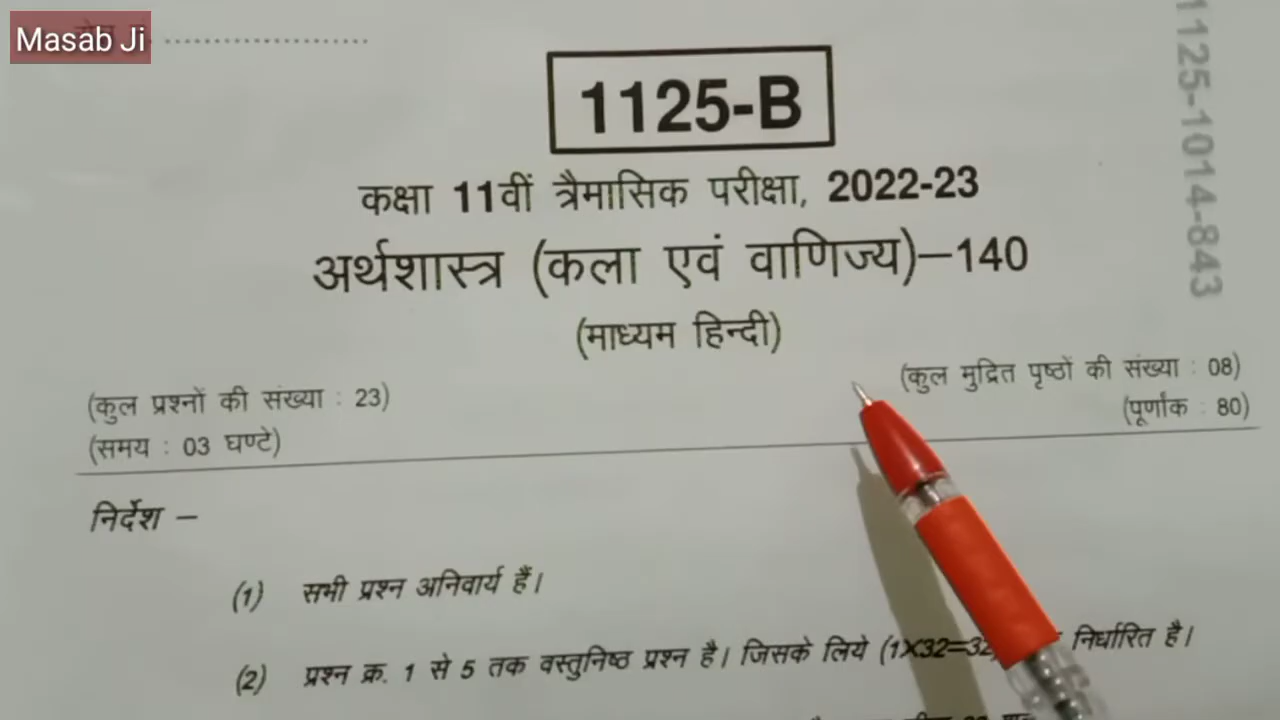 Masab Ji
1125-B
कक्षा 11वीं त्रैमासिक परीक्षा, 2022-23
अर्थशास्त्र (कला एवं वाणिज्य)–140
(माध्यम हिन्दी)
(कुल प्रश्नों की संख्या : 23)
(कुल मुद्रित पृष्ठों की संख्या : 08)
(समय : 03 घण्टे)
(पूर्णांक : 80)
निर्देश –
(1) सभी प्रश्न अनिवार्य हैं।
(2) प्रश्न क्र. 1 से 5 तक वस्तुनिष्ठ प्रश्न है। जिसके लिये (1X32=32) निर्धारित है।
1125-1014-843